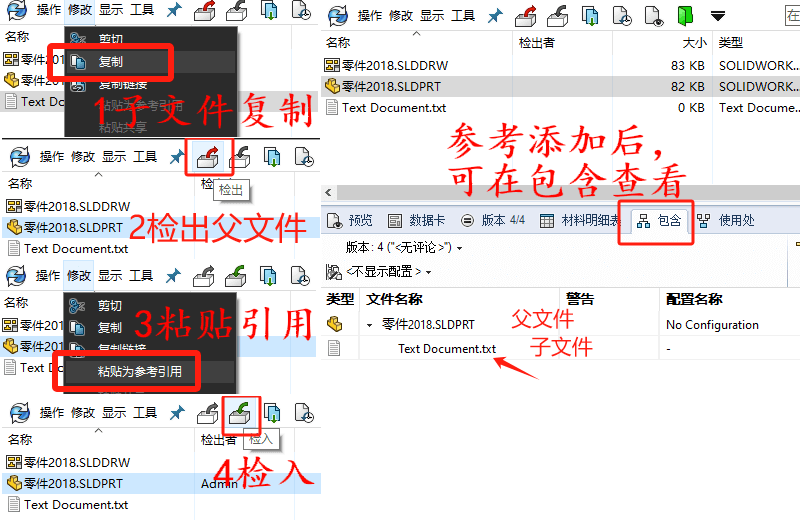 操作 修改 显示 工具
名称
剪切
零件201
复制
零件201
复制链接
Text Do
粘贴为参考引用
粘贴共享
1子文件复制
操作 修改 显示 工具
名称
检出
零件2018.SLDDRW
零件2018.SLDPRT
Text Document.txt
2检出父文件
操作 修改 显示 工具
名称
剪切
零件201
复制
零件201
复制链接
Text D
粘贴为参考引用
3粘贴引用
操作 修改 显示 工具
名称 检出者 检入
零件2018.SLDDRW
零件2018.SLDPRT Admin
Text Document.txt
4检入
操作 修改 显示 工具
名称 检出者 大小 类型
零件2018.SLDDRW 83 KB SOLIDWORK...
零件2018.SLDPRT 82 KB SOLIDWORK...
Text Document.txt 0 KB Text Docume...
参考添加后，
可在包含查看
预览 数据卡 版本 4/4 材料明细表 包含 使用处
版本: 4 ("<无评论>")
<不显示配置>
类型 文件名称 警告 配置名称
零件2018.SLDPRT 父文件 No Configuration
Text Document.txt 子文件 -